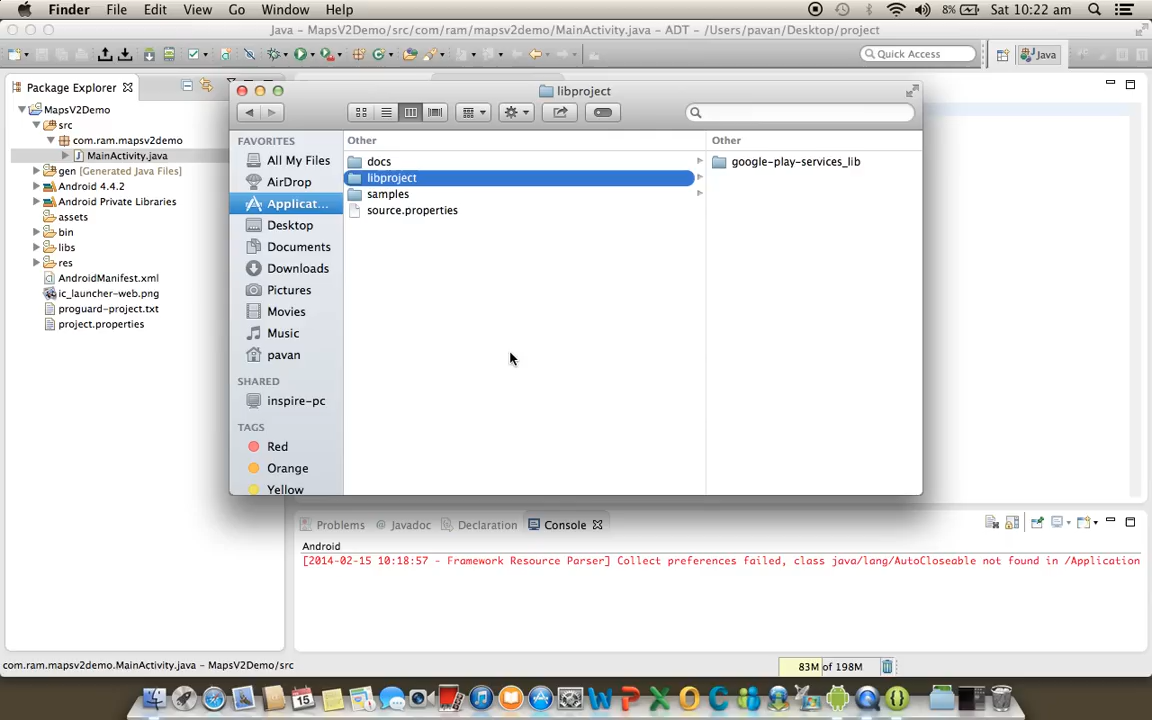 Finder File Edit View Go Window Help 8% Sat 10:22 am
Java - MapsV2Demo/src/com/ram/mapsv2demo/MainActivity.java - ADT - /Users/pavan/Desktop/project
Quick Access
Java
Package Explorer
MapsV2Demo
src
com.ram.mapsv2demo
MainActivity.java
gen [Generated Java Files]
Android 4.4.2
Android Private Libraries
assets
bin
libs
res
AndroidManifest.xml
ic_launcher-web.png
proguard-project.txt
project.properties
libproject
FAVORITES
All My Files
AirDrop
Applicat...
Desktop
Documents
Downloads
Pictures
Movies
Music
pavan
SHARED
inspire-pc
TAGS
Red
Orange
Yellow
Other
docs
libproject
samples
source.properties
Other
google-play-services_lib
Problems @ Javadoc Declaration Console
Android
[2014-02-15 10:18:57 - Framework Resource Parser] Collect preferences failed, class java/lang/AutoCloseable not found in /Application
com.ram.mapsv2demo.MainActivity.java - MapsV2Demo/src
83M of 198M